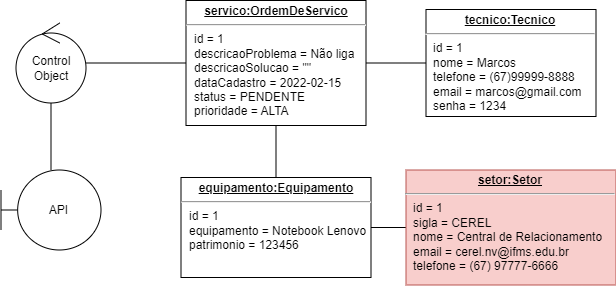 servico:OrdemDeServico
id = 1
descricaoProblema = Não liga
descricaoSolucao = ""
dataCadastro = 2022-02-15
status = PENDENTE
prioridade = ALTA
tecnico:Tecnico
id = 1
nome = Marcos
telefone = (67)99999-8888
email = marcos@gmail.com
senha = 1234
Control
Object
API
equipamento:Equipamento
id = 1
equipamento = Notebook Lenovo
patrimonio = 123456
setor:Setor
id = 1
sigla = CEREL
nome = Central de Relacionamento
email = cerel.nv@ifms.edu.br
telefone = (67) 97777-6666